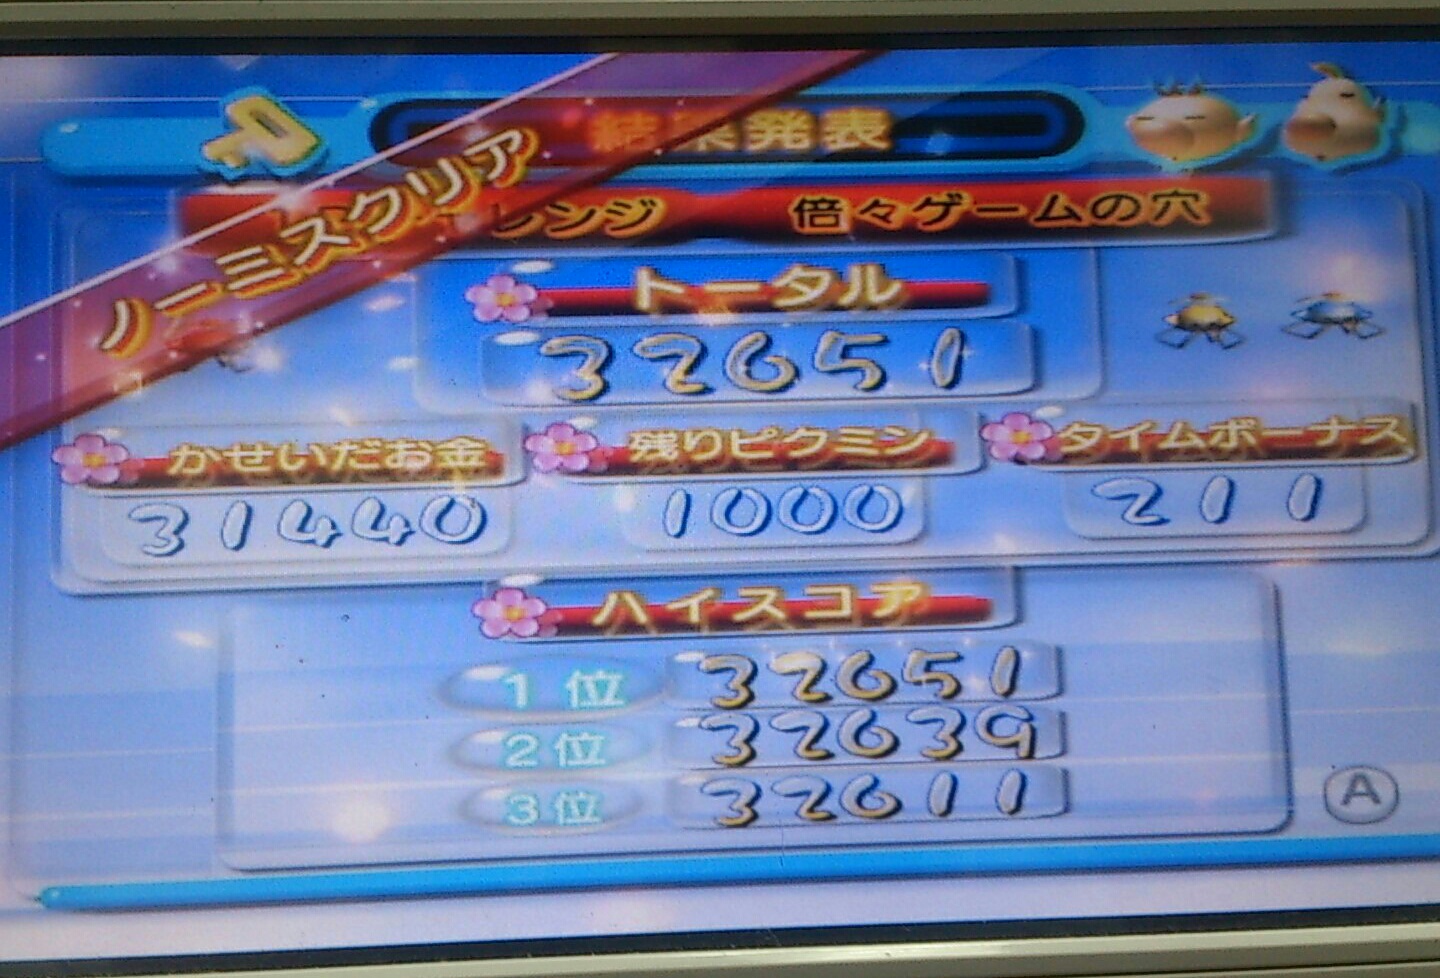 結果発表
ノーミスクリア
レンジ 倍々ゲームの穴
トータル
32651
かせいだお金 残りピクミン タイムボーナス
31440 1000 211
ハイスコア
1位 32651
2位 32639
3位 32611
A